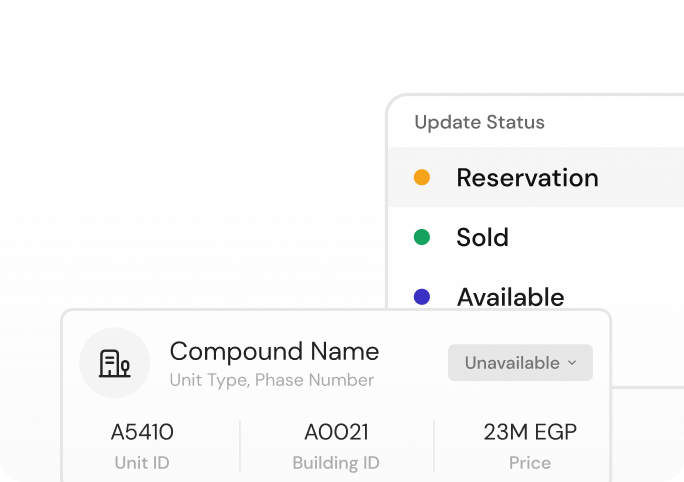 Update Status
Reservation
Sold
Available
Compound Name
Unit Type, Phase Number
Unavailable
A5410
A0021
23M EGP
Unit ID
Building ID
Price